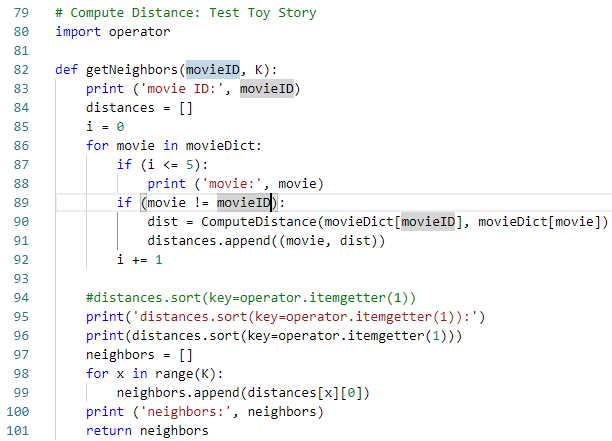 79 # Compute Distance: Test Toy Story
80 import operator
81
82 def getNeighbors(movieID, K):
83     print ('movie ID:', movieID)
84     distances = []
85     i = 0
86     for movie in movieDict:
87         if (i <= 5):
88             print ('movie:', movie)
89         if (movie != movieID):
90             dist = ComputeDistance(movieDict[movieID], movieDict[movie])
91             distances.append((movie, dist))
92         i += 1
93
94     #distances.sort(key=operator.itemgetter(1))
95     print('distances.sort(key=operator.itemgetter(1)):')
96     print(distances.sort(key=operator.itemgetter(1)))
97     neighbors = []
98     for x in range(K):
99         neighbors.append(distances[x][0])
100     print ('neighbors:', neighbors)
101     return neighbors